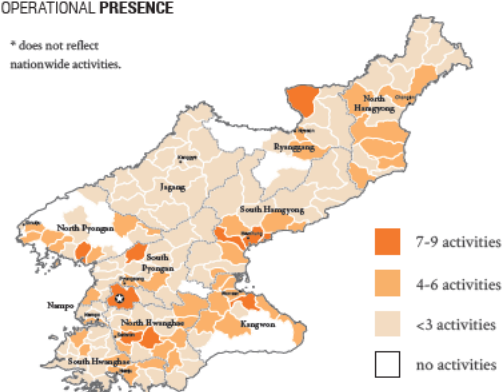 OPERATIONAL PRESENCE
* does not reflect
nationwide activities.
North
Hamgyong
Ryanggang
Jagang
South Hamgyong
North Pyongan
South
Pyongan
Nampo
North Hwanghae
Kangwon
South Hwanghae
7-9 activities
4-6 activities
<3 activities
no activities